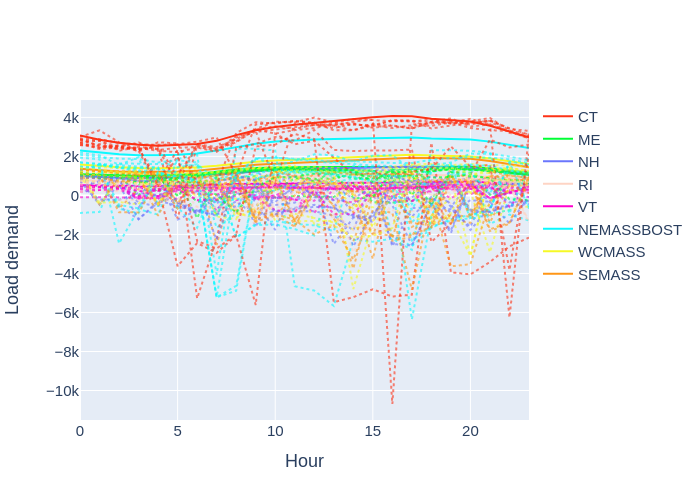 4k
2k
0
−2k
−4k
−6k
−8k
−10k
0
5
10
15
20
Hour
Load demand
CT
ME
NH
RI
VT
NEMASSBOST
WCMASS
SEMASS